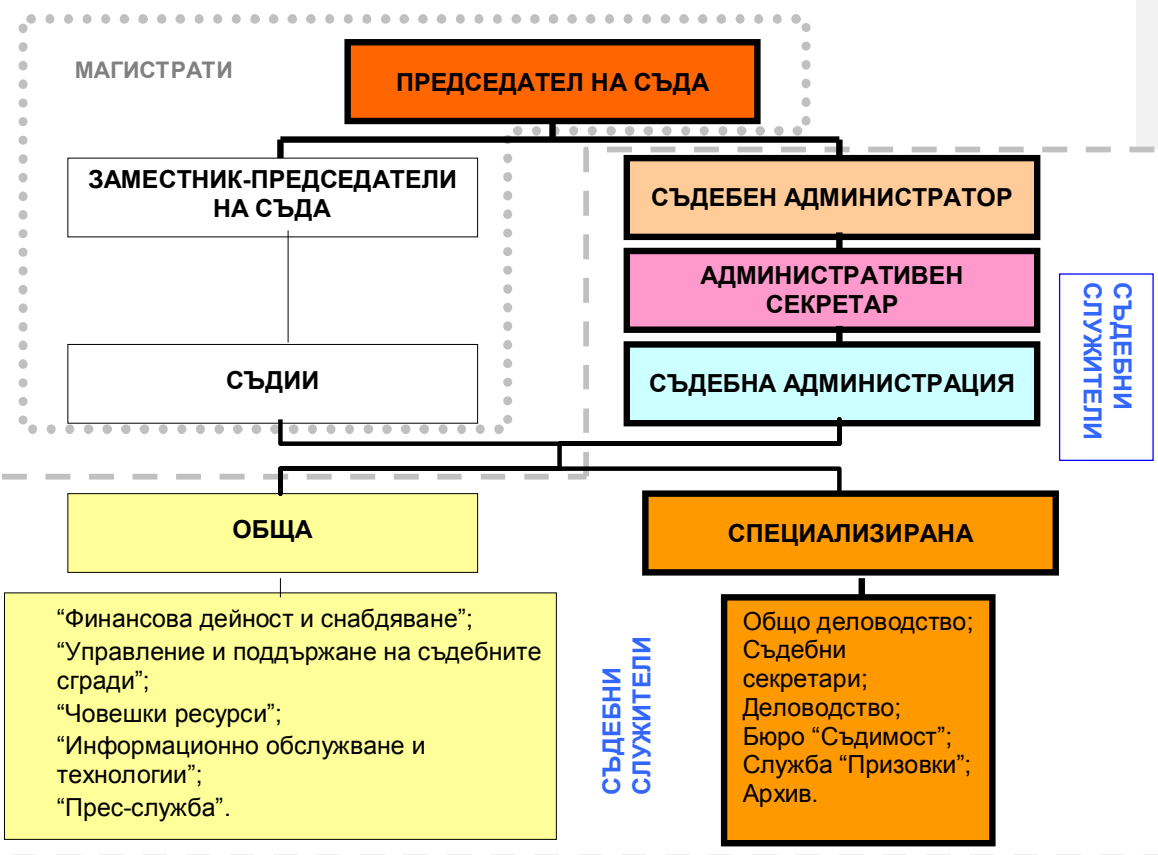 МАГИСТРАТИ
ПРЕДСЕДАТЕЛ НА СЪДА
ЗАМЕСТНИК-ПРЕДСЕДАТЕЛИ
НА СЪДА
СЪДЕБЕН АДМИНИСТРАТОР
АДМИНИСТРАТИВЕН
СЕКРЕТАР
СЪДИИ
СЪДЕБНА АДМИНИСТРАЦИЯ
СЪДЕБНИ
СЛУЖИТЕЛИ
ОБЩА
СПЕЦИАЛИЗИРАНА
“Финансова дейност и снабдяване”;
“Управление и поддържане на съдебните
сгради”;
“Човешки ресурси”;
“Информационно обслужване и
технологии”;
“Прес-служба”.
СЪДЕБНИ
СЛУЖИТЕЛИ
Общо деловодство;
Съдебни
секретари;
Деловодство;
Бюро “Съдимост”;
Служба “Призовки”;
Архив.